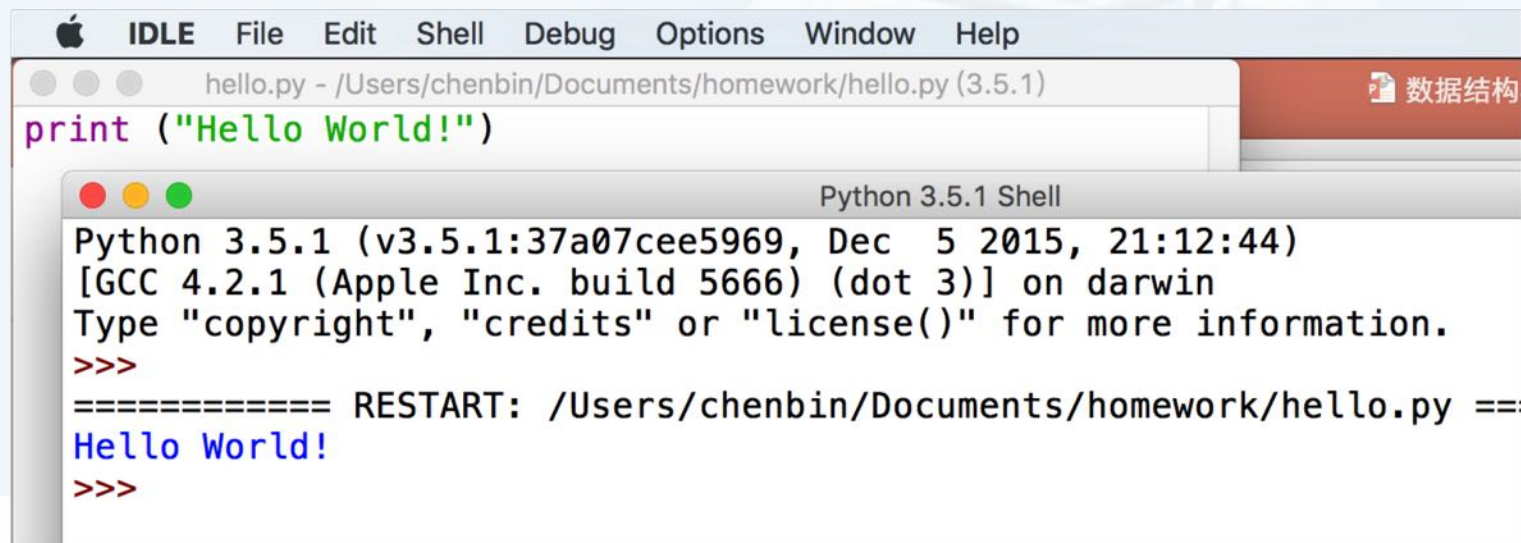 IDLE File Edit Shell Debug Options Window Help
hello.py - /Users/chenbin/Documents/homework/hello.py (3.5.1)
数据结构
print ("Hello World!")
Python 3.5.1 Shell
Python 3.5.1 (v3.5.1:37a07cee5969, Dec  5 2015, 21:12:44)
[GCC 4.2.1 (Apple Inc. build 5666) (dot 3)] on darwin
Type "copyright", "credits" or "license()" for more information.
>>>
============ RESTART: /Users/chenbin/Documents/homework/hello.py ===
Hello World!
>>>